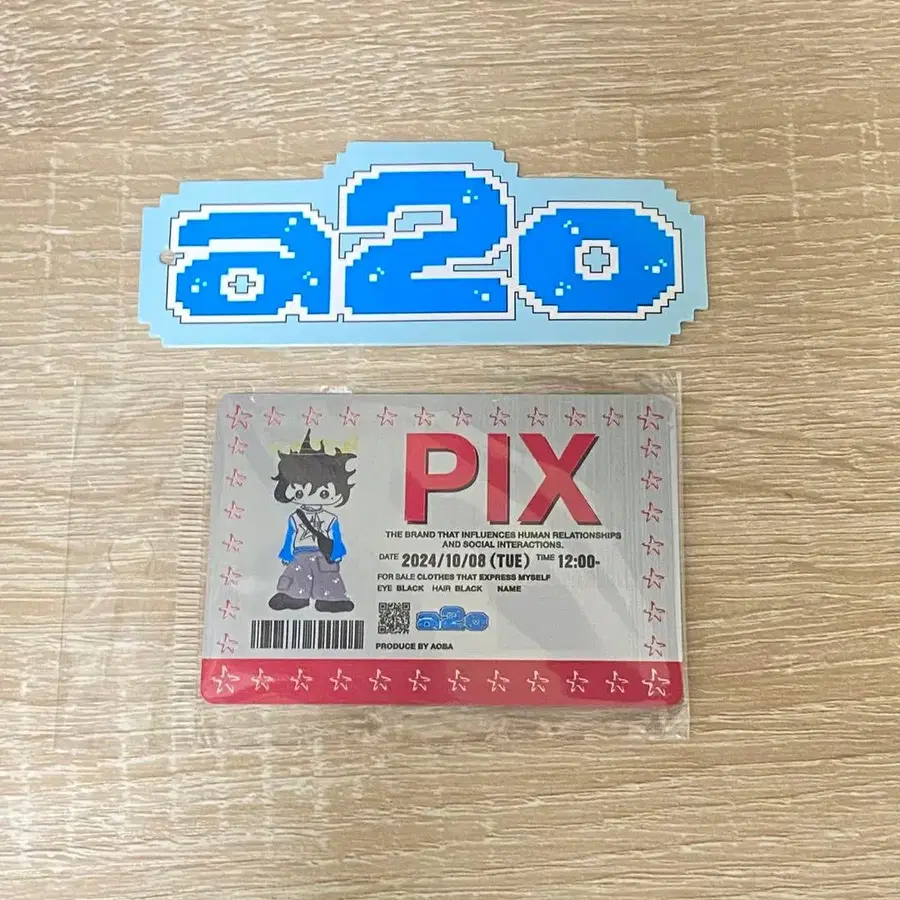 a2o
PIX
THE BRAND THAT INFLUENCES HUMAN RELATIONSHIPS
AND SOCIAL INTERACTIONS.
DATE 2024/10/08 (TUE) TIME 12:00-
FOR SALE CLOTHES THAT EXPRESS MYSELF
EYE BLACK HAIR BLACK NAME
a2o
PRODUCE BY AOBA